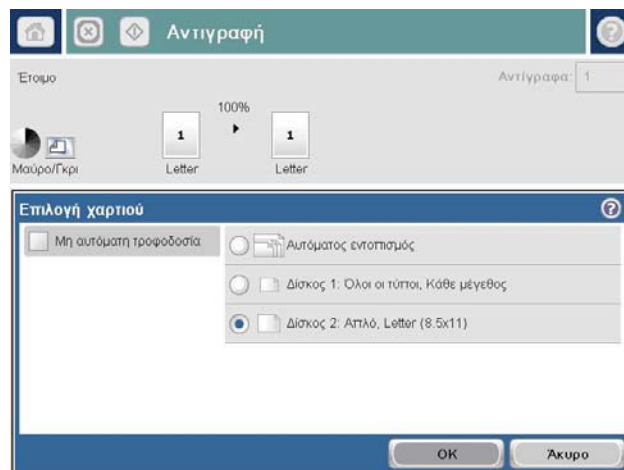 Αντιγραφή
Έτοιμο
Αντίγραφα: 1
100%
1 1
Μαύρο/Γκρι Letter Letter
Επιλογή χαρτιού
Μη αυτόματη τροφοδοσία
Αυτόματος εντοπισμός
Δίσκος 1: Όλοι οι τύποι, Κάθε μέγεθος
Δίσκος 2: Απλό, Letter (8.5x11)
OK Άκυρο